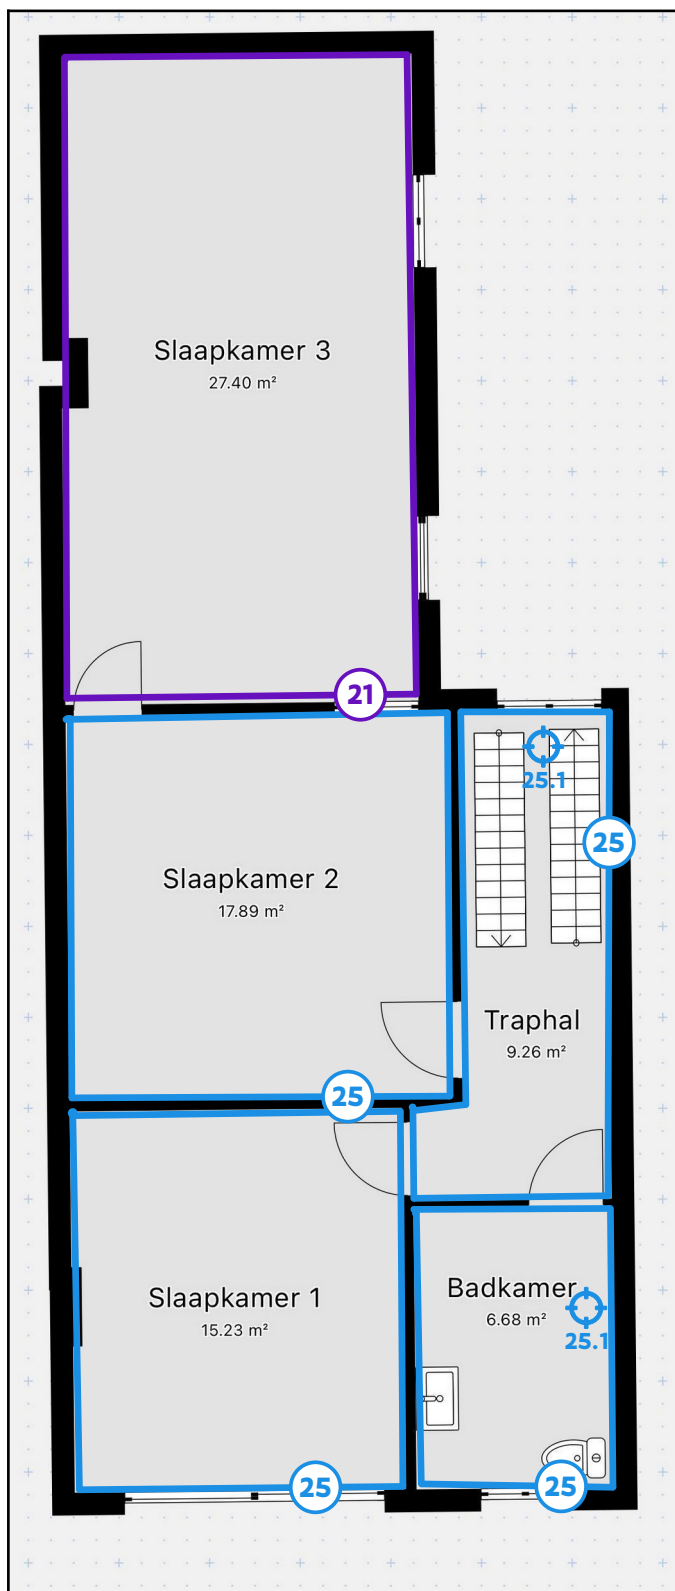 Slaapkamer 3
27.40 m²
21
25.1
25
Slaapkamer 2
17.89 m²
Traphal
9.26 m²
25
Slaapkamer 1
15.23 m²
Badkamer
6.68 m²
25.1
25
25